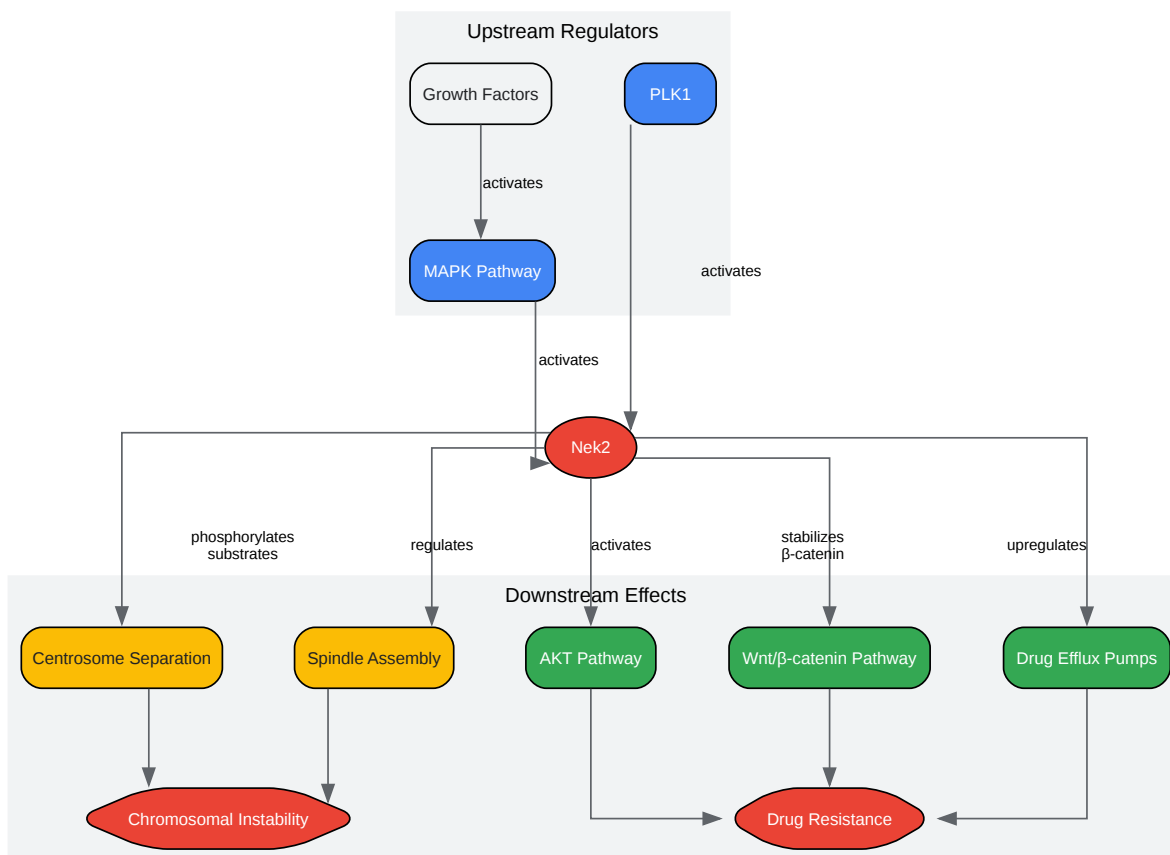 Upstream Regulators
Growth Factors
PLK1
activates
MAPK Pathway
activates
activates
Nek2
phosphorylates
substrates
regulates
activates
stabilizes
β-catenin
upregulates
Downstream Effects
Centrosome Separation
Spindle Assembly
AKT Pathway
Wnt/β-catenin Pathway
Drug Efflux Pumps
Chromosomal Instability
Drug Resistance